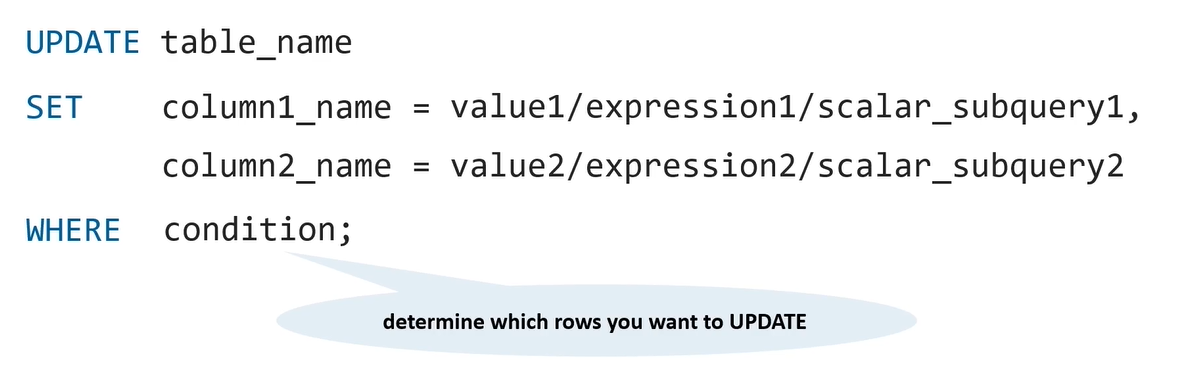 UPDATE table_name
SET column1_name = value1/expression1/scalar_subquery1,
column2_name = value2/expression2/scalar_subquery2
WHERE condition;
determine which rows you want to UPDATE